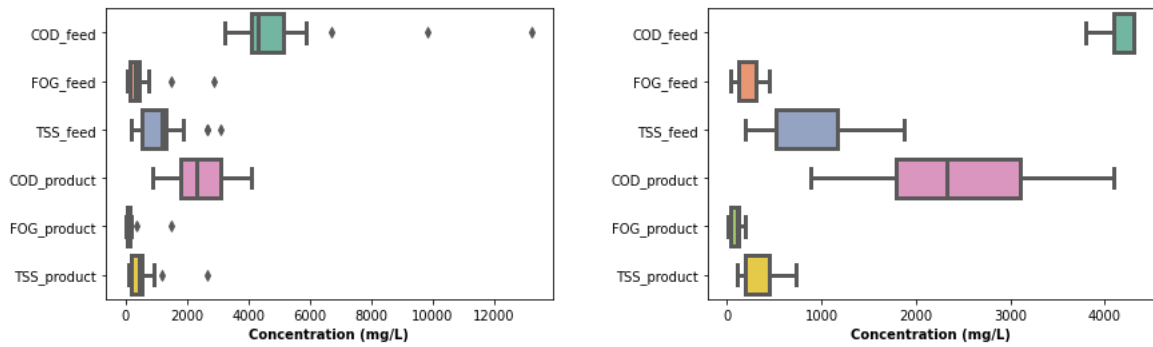 COD_feed
FOG_feed
TSS_feed
COD_product
FOG_product
TSS_product
0 2000 4000 6000 8000 10000 12000
Concentration (mg/L)
COD_feed
FOG_feed
TSS_feed
COD_product
FOG_product
TSS_product
0 1000 2000 3000 4000
Concentration (mg/L)